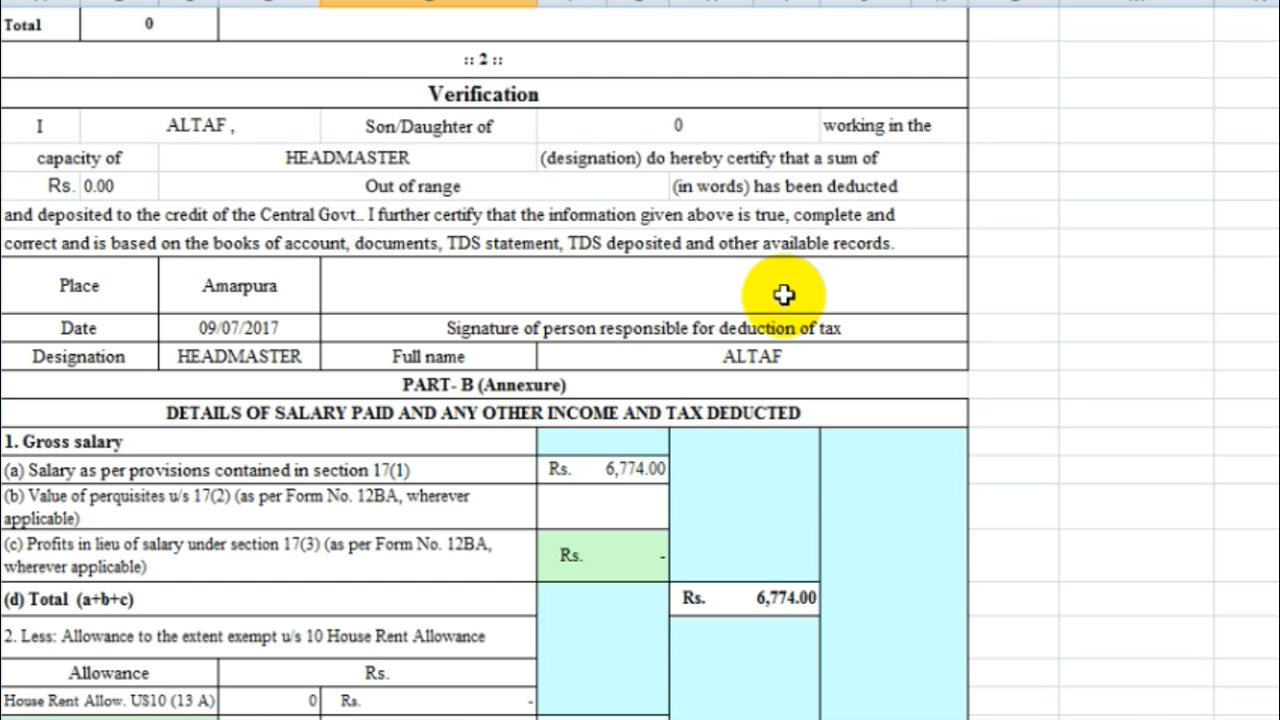 Total 0
:: 2 ::
Verification
I ALTAF , Son/Daughter of 0 working in the
capacity of HEADMASTER (designation) do hereby certify that a sum of
Rs. 0.00 Out of range (in words) has been deducted
and deposited to the credit of the Central Govt.. I further certify that the information given above is true, complete and
correct and is based on the books of account, documents, TDS statement, TDS deposited and other available records.
Place Amarpura
Date 09/07/2017 Signature of person responsible for deduction of tax
Designation HEADMASTER Full name ALTAF
PART- B (Annexure)
DETAILS OF SALARY PAID AND ANY OTHER INCOME AND TAX DEDUCTED
1. Gross salary
(a) Salary as per provisions contained in section 17(1) Rs. 6,774.00
(b) Value of perquisites u/s 17(2) (as per Form No. 12BA, wherever
applicable)
(c) Profits in lieu of salary under section 17(3) (as per Form No. 12BA,
wherever applicable) Rs. -
(d) Total (a+b+c) Rs. 6,774.00
2. Less: Allowance to the extent exempt u/s 10 House Rent Allowance
Allowance Rs.
House Rent Allow. U$10 (13 A) 0 Rs. -